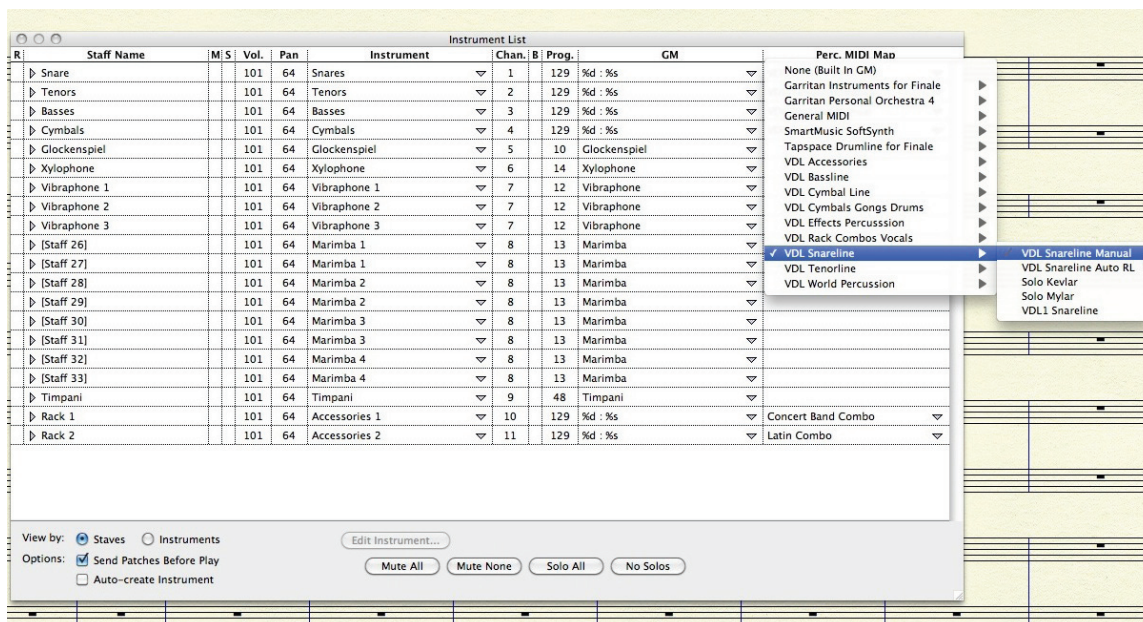 Instrument List
R Staff Name M S Vol. Pan Instrument Chan. B Prog. GM Perc. MIDI Map
Snare 101 64 Snares 1 129 %d : %s
Tenors 101 64 Tenors 2 129 %d : %s
Basses 101 64 Basses 3 129 %d : %s
Cymbals 101 64 Cymbals 4 129 %d : %s
Glockenspiel 101 64 Glockenspiel 5 10 Glockenspiel
Xylophone 101 64 Xylophone 6 14 Xylophone
Vibraphone 1 101 64 Vibraphone 1 7 12 Vibraphone
Vibraphone 2 101 64 Vibraphone 2 7 12 Vibraphone
Vibraphone 3 101 64 Vibraphone 3 7 12 Vibraphone
[Staff 26] 101 64 Marimba 1 8 13 Marimba
[Staff 27] 101 64 Marimba 1 8 13 Marimba
[Staff 28] 101 64 Marimba 2 8 13 Marimba
[Staff 29] 101 64 Marimba 2 8 13 Marimba
[Staff 30] 101 64 Marimba 3 8 13 Marimba
[Staff 31] 101 64 Marimba 3 8 13 Marimba
[Staff 32] 101 64 Marimba 4 8 13 Marimba
[Staff 33] 101 64 Marimba 4 8 13 Marimba
Timpani 101 64 Timpani 9 48 Timpani
Rack 1 101 64 Accessories 1 10 129 %d : %s Concert Band Combo
Rack 2 101 64 Accessories 2 11 129 %d : %s Latin Combo
None (Built In GM)
Garritan Instruments for Finale
Garritan Personal Orchestra 4
General MIDI
SmartMusic SoftSynth
Tapspace Drumline for Finale
VDL Accessories
VDL Bassline
VDL Cymbal Line
VDL Cymbals Gongs Drums
VDL Effects Percusssion
VDL Rack Combos Vocals
✓ VDL Snareline
VDL Tenorline
VDL World Percussion
VDL Snareline Manual
VDL Snareline Auto RL
Solo Kevlar
Solo Mylar
VDL1 Snareline
View by: Staves Instruments Edit Instrument...
Options: Send Patches Before Play Mute All Mute None Solo All No Solos
Auto-create Instrument